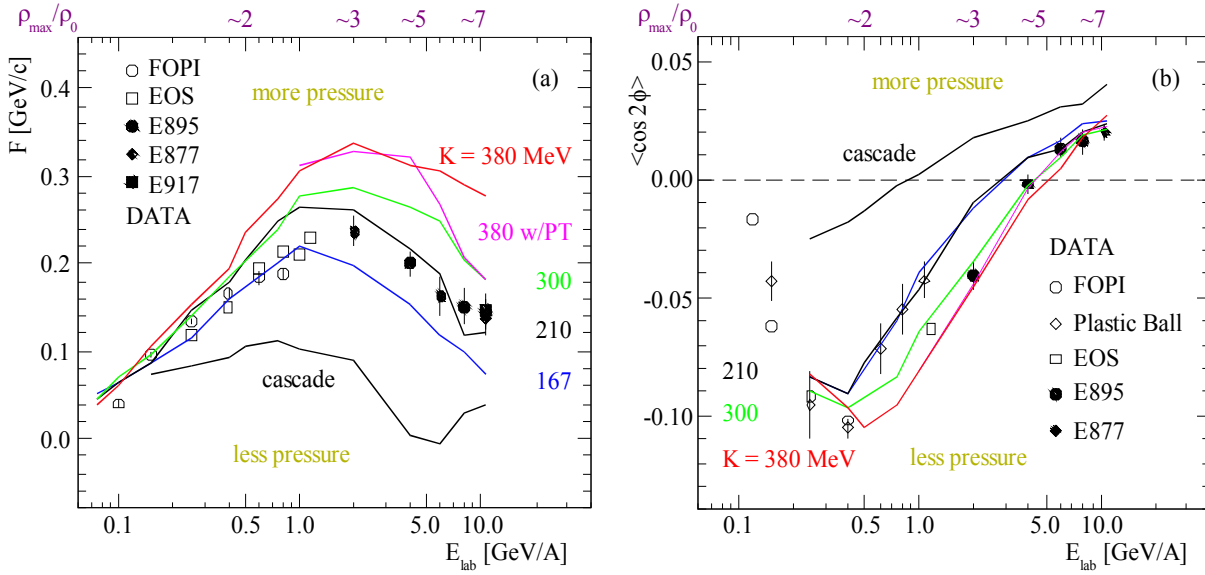 ρmax/ρ0 ~2 ~3 ~5 ~7
F [GeV/c]
0.4
0.3
0.2
0.1
0.0
FOPI
EOS
E895
E877
E917
DATA
(a)
more pressure
K = 380 MeV
380 w/PT
300
210
167
cascade
less pressure
0.1 0.5 1.0 5.0 10.0
Elab [GeV/A]
ρmax/ρ0 ~2 ~3 ~5 ~7
<cos 2ϕ>
0.05
0.00
−0.05
−0.10
more pressure
(b)
cascade
DATA
FOPI
Plastic Ball
EOS
E895
E877
210
300
K = 380 MeV
less pressure
0.1 0.5 1.0 5.0 10.0
Elab [GeV/A]